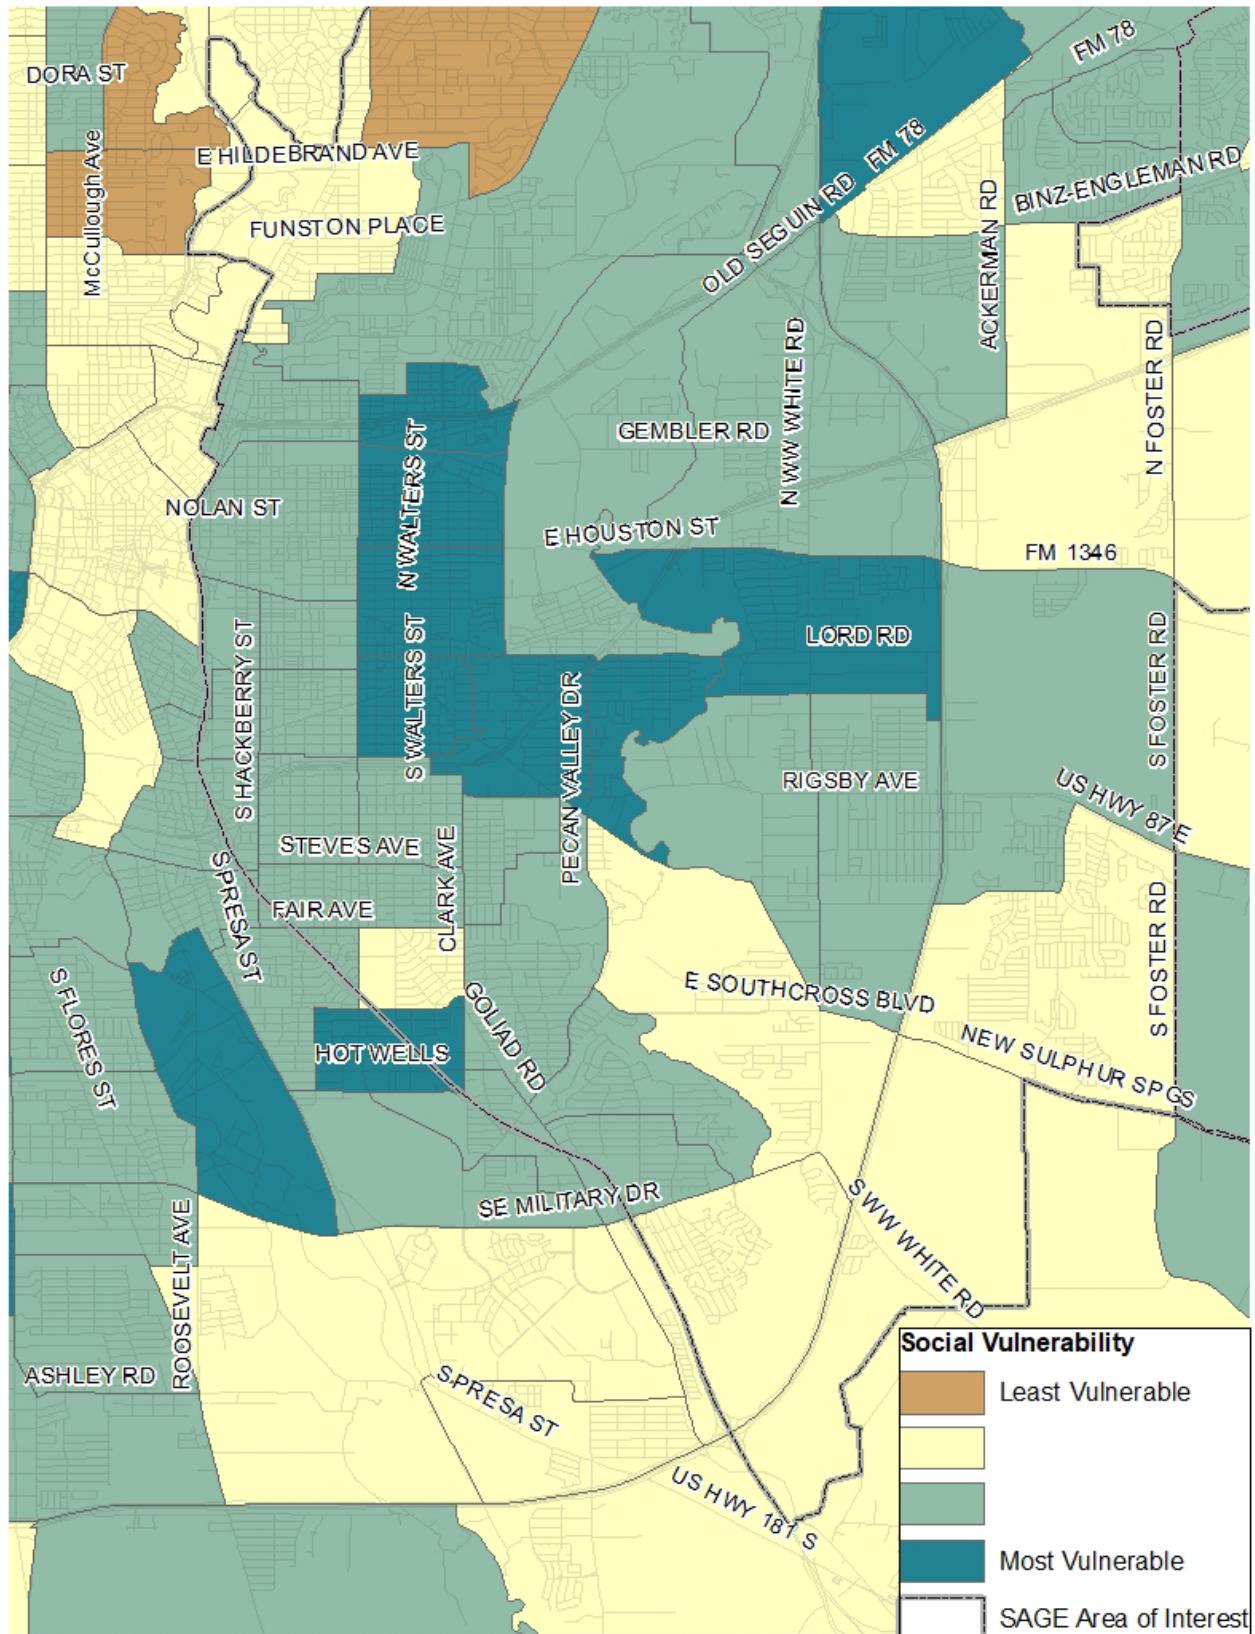 FM 78
DORA ST
FM 78
E HILDEBRAND AVE
BINZ-ENGLEMAN RD
McCullough Ave
FUNSTON PLACE
OLD SEGUIN RD
ACKERMAN RD
N WW WHITE RD
N FOSTER RD
GEMBLER RD
N WALTERS ST
NOLAN ST
E HOUSTON ST
FM 1346
LORD RD
S HACKBERRY ST
S WALTERS ST
S FOSTER RD
PECAN VALLEY DR
RIGSBY AVE
US HWY 87 E
STEVES AVE
CLARK AVE
S PRESA ST
FAIR AVE
S FOSTER RD
S FLORES ST
E SOUTHCROSS BLVD
GOLIAD RD
HOT WELLS
NEW SULPHUR SPGS
SE MILITARY DR
S WW WHITE RD
ROOSEVELT AVE
ASHLEY RD
S PRESA ST
US HWY 181 S
Social Vulnerability
Least Vulnerable
Most Vulnerable
SAGE Area of Interest